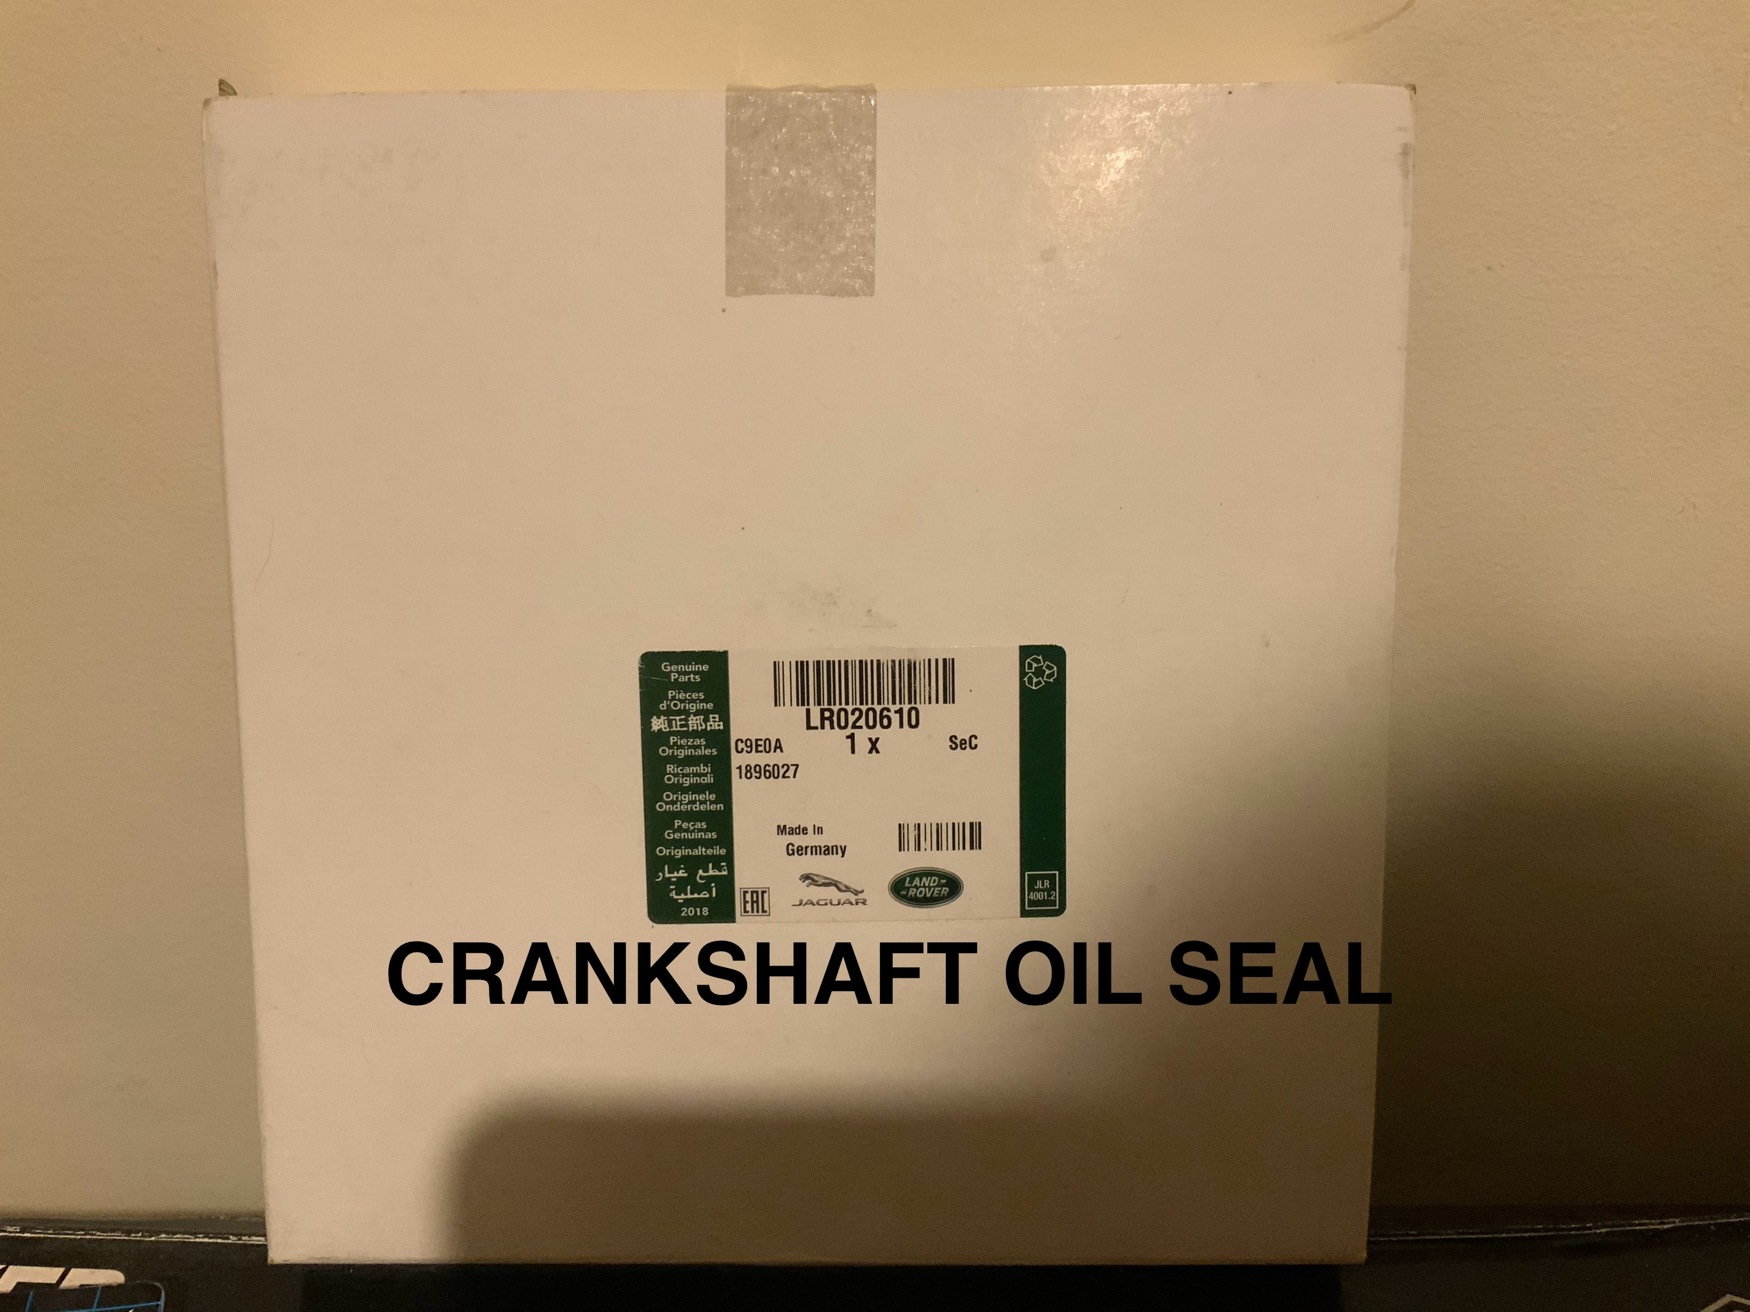 Genuine
Parts
Pièces
d'Origine
純正部品
Piezas
Originales
Ricambi
Originali
Originele
Onderdelen
Peças
Genuinas
Originalteile
قطع غيار
أصلية
2018
LR020610
C9E0A 1 x SeC
1896027
Made In
Germany
EAC
JAGUAR
LAND-
-ROVER
JLR
4001.2
CRANKSHAFT OIL SEAL